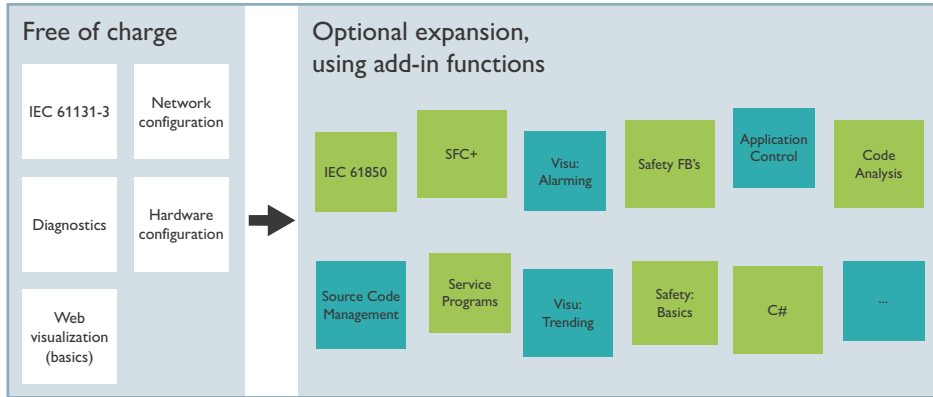 Free of charge
IEC 61131-3
Network
configuration
Diagnostics
Hardware
configuration
Web
visualization
(basics)
Optional expansion,
using add-in functions
IEC 61850
SFC+
Visu:
Alarming
Safety FB's
Application
Control
Code
Analysis
Source Code
Management
Service
Programs
Visu:
Trending
Safety:
Basics
C#
...